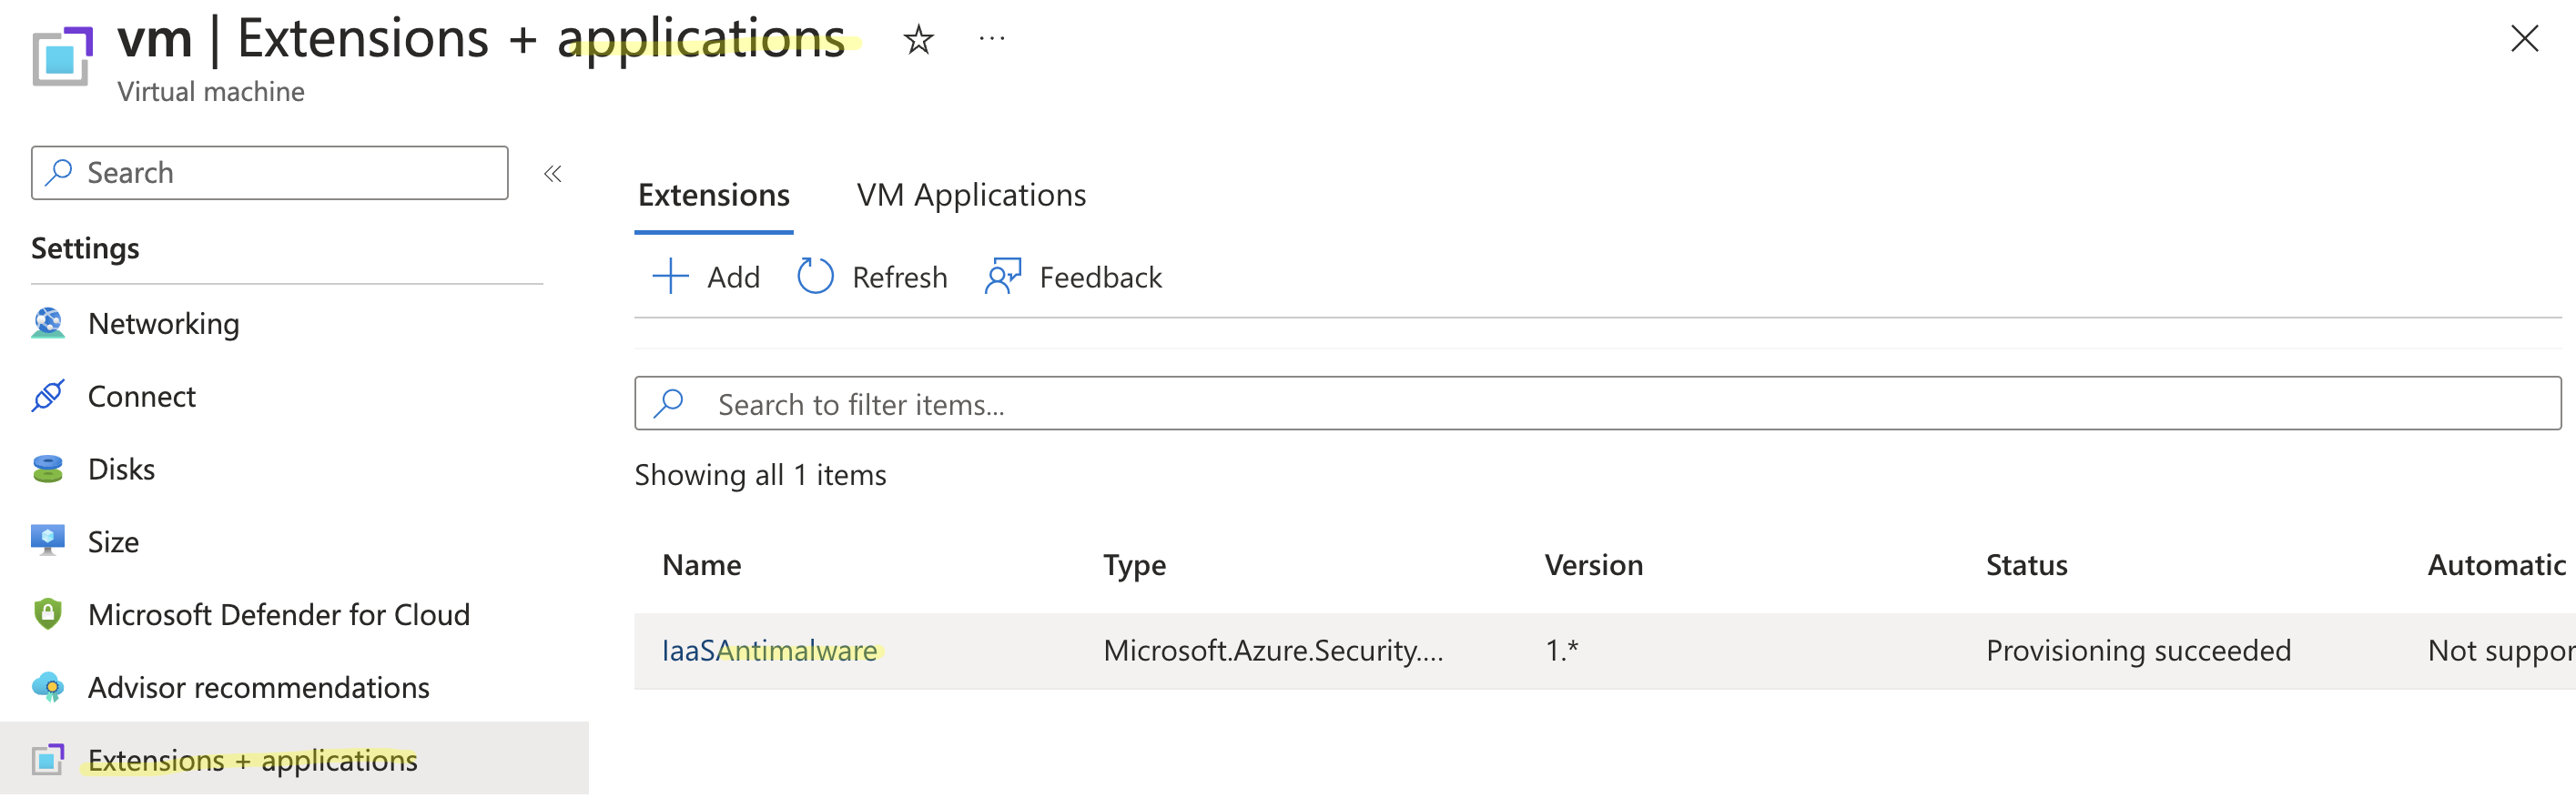 vm | Extensions + applications
Virtual machine
Search
Settings
Networking
Connect
Disks
Size
Microsoft Defender for Cloud
Advisor recommendations
Extensions + applications
Extensions VM Applications
Add Refresh Feedback
Search to filter items...
Showing all 1 items
Name Type Version Status Automatic
IaaSAntimalware Microsoft.Azure.Security.... 1.* Provisioning succeeded Not suppor